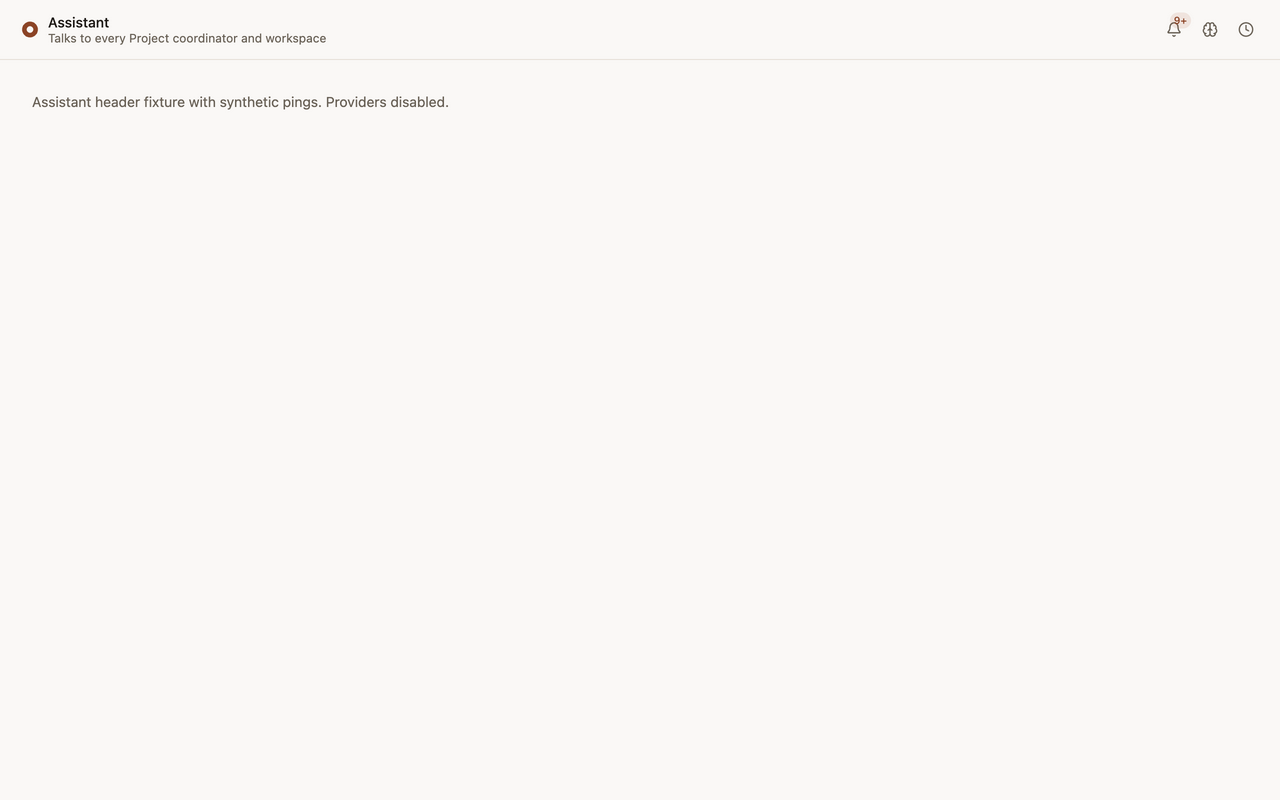 Assistant
Talks to every Project coordinator and workspace
9+
Assistant header fixture with synthetic pings. Providers disabled.